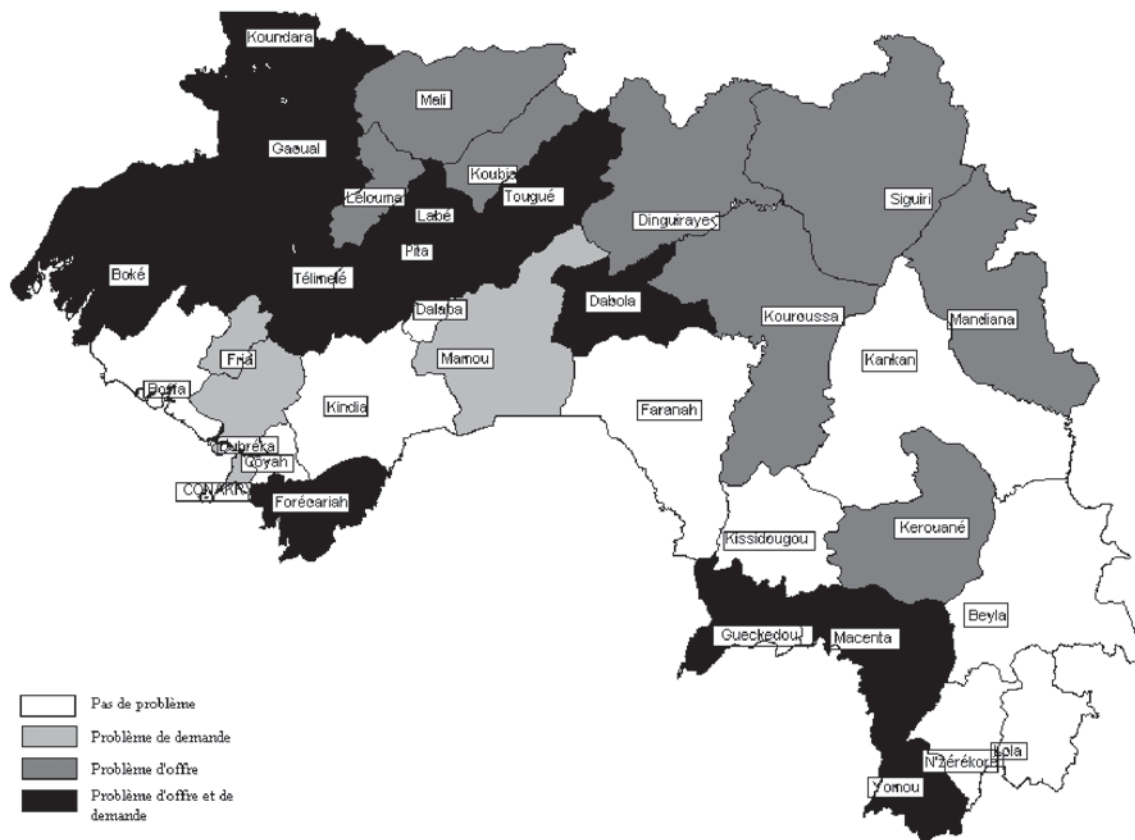 Koundara
Mali
Gaoual
Koubia
Lélouma
Tougué
Siguiri
Labé
Dinguiraye
Pita
Boké
Télimelé
Dabola
Dalaba
Kouroussa
Mandiana
Fria
Mamou
Kankan
Boffa
Kindia
Faranah
Dubréka
Coyah
CONAKRY
Forécariah
Kerouané
Kissidougou
Beyla
Gueckedou
Macenta
Lola
N'zérékoré
Yomou
Pas de problème
Problème de demande
Problème d'offre
Problème d'offre et de
demande